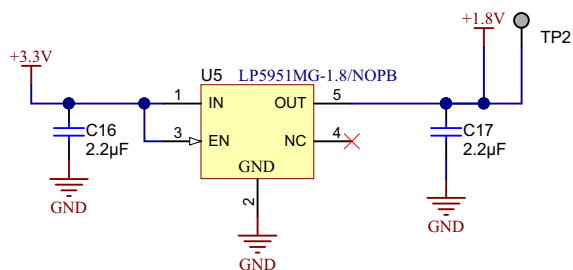 +3.3V
+1.8V
TP2
U5 LP5951MG-1.8/NOPB
1 IN OUT 5
C16
2.2µF
3 EN NC 4
C17
2.2µF
GND
2
GND
GND
GND